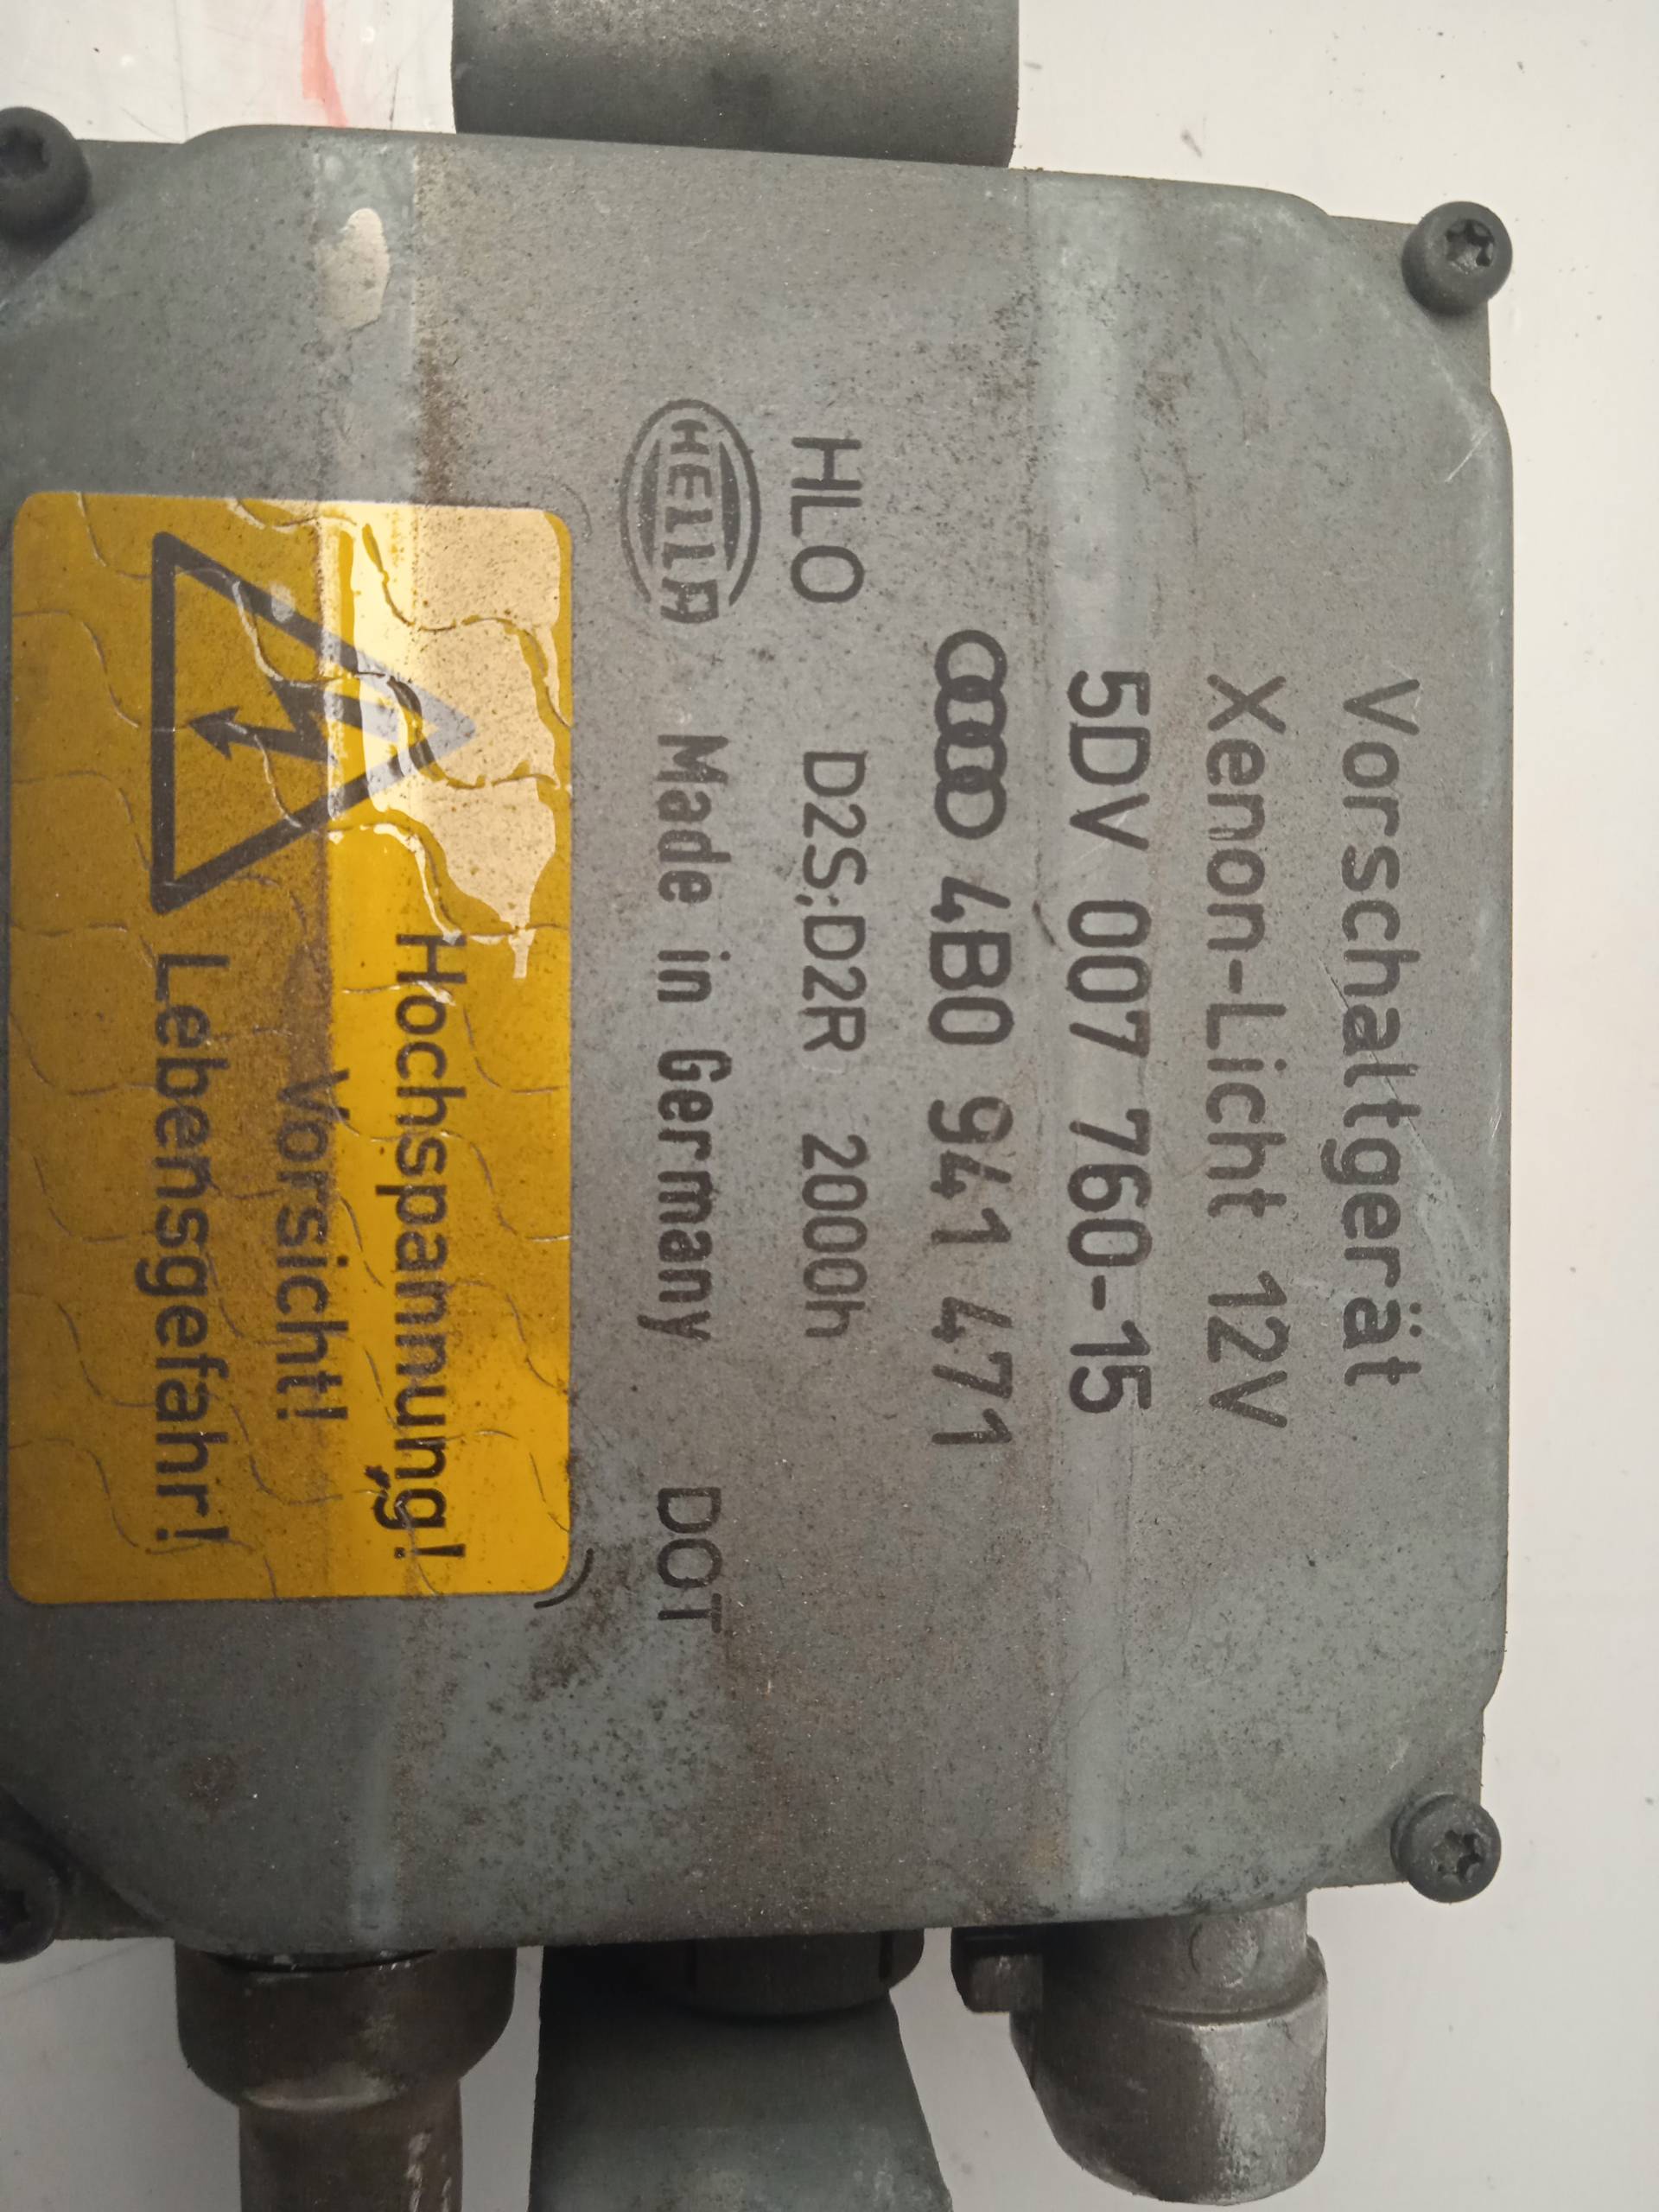 Vorschaltgerät
Xenon-Licht 12V
5DV 007 760-15
4B0 941 471
HLO D2S;D2R 2000h
HELLA Made in Germany DOT
Hochspannung!
Vorsicht!
Lebensgefahr!